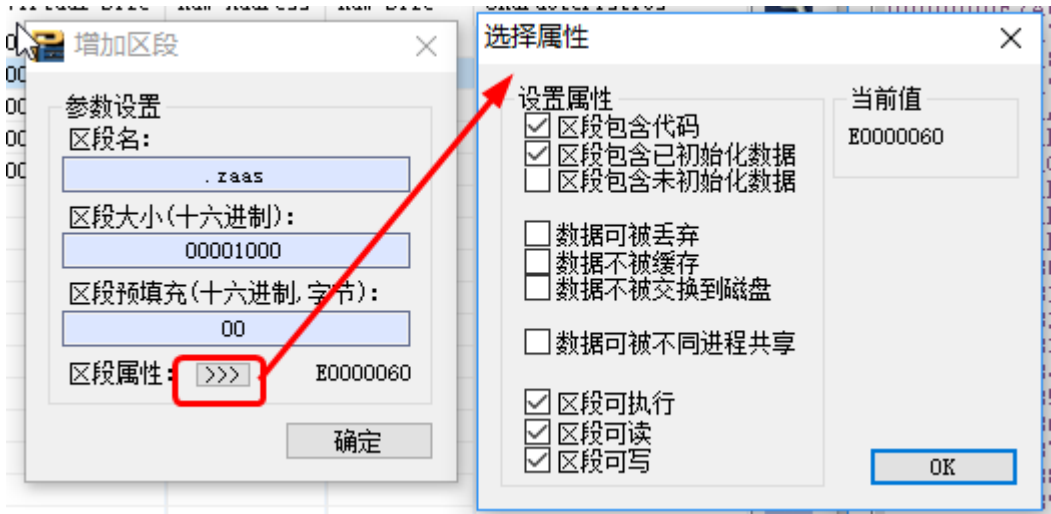 Characteristics
增加区段
参数设置
区段名:
.zaas
区段大小(十六进制):
00001000
区段预填充(十六进制,字节):
00
区段属性:
>>>
E0000060
确定
选择属性
设置属性
区段包含代码
区段包含已初始化数据
区段包含未初始化数据
数据可被丢弃
数据不被缓存
数据不被交换到磁盘
数据可被不同进程共享
区段可执行
区段可读
区段可写
当前值
E0000060
OK